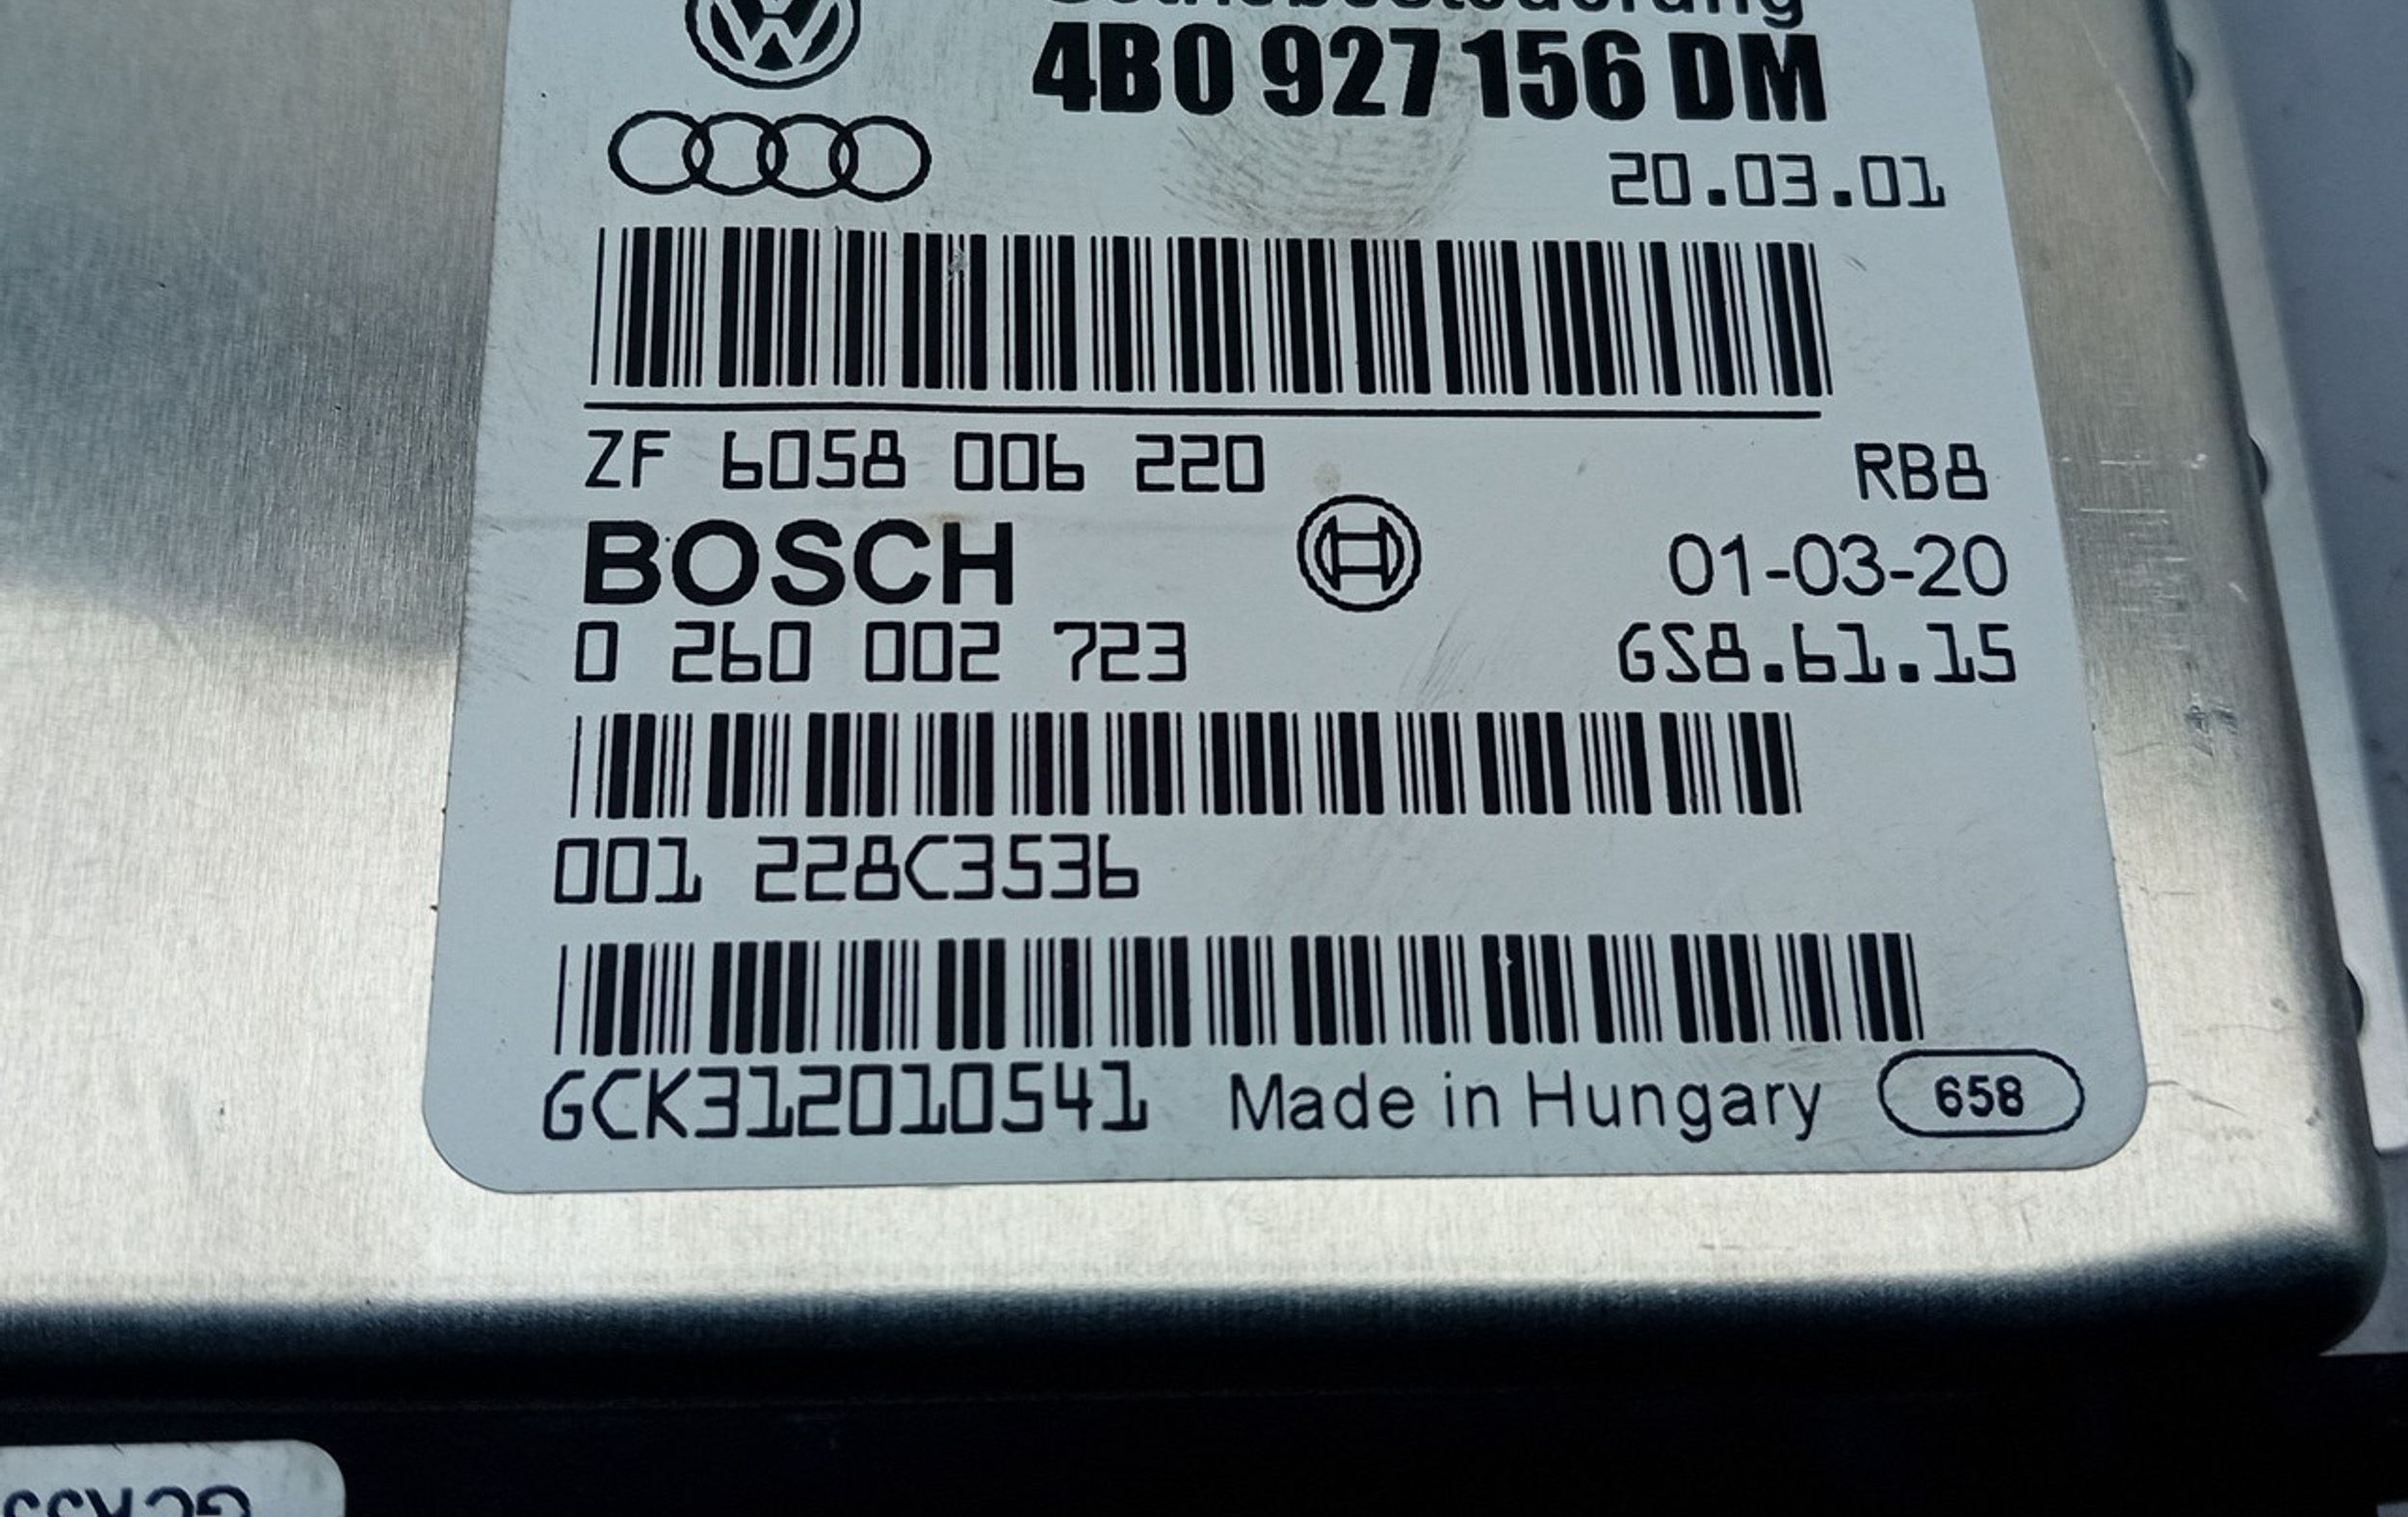 Getriebesteuerung
4B0 927 156 DM
20.03.01
ZF 6058 006 220 RB8
BOSCH 01-03-20
0 260 002 723 GS8.61.15
001 228C3536
GCK312010541 Made in Hungary 658